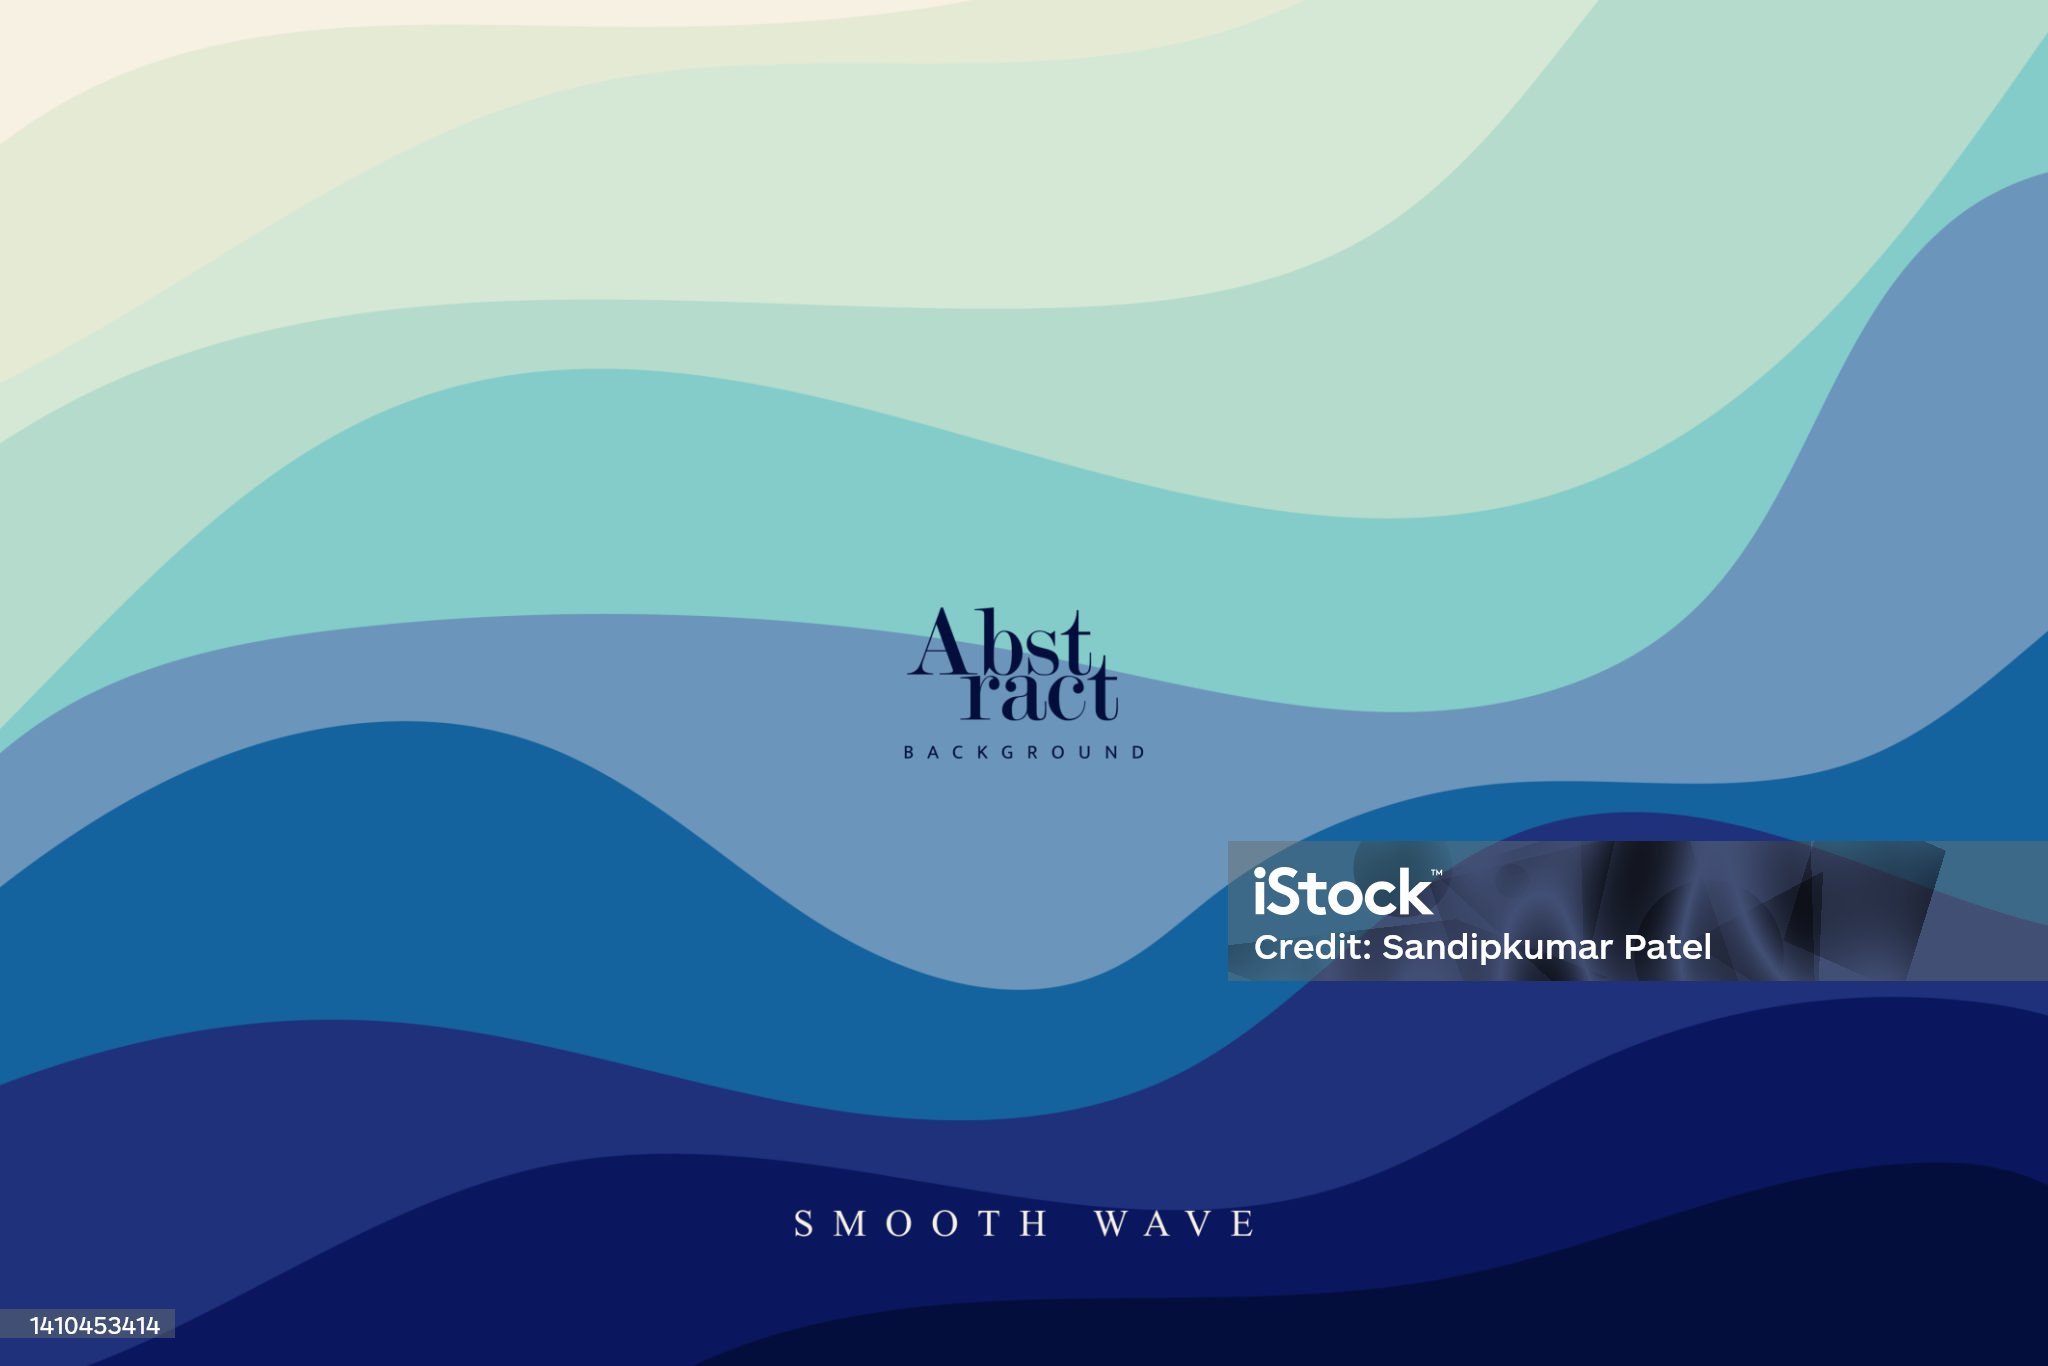 Abst
ract
BACKGROUND
iStock™
Credit: Sandipkumar Patel
SMOOTH WAVE
1410453414